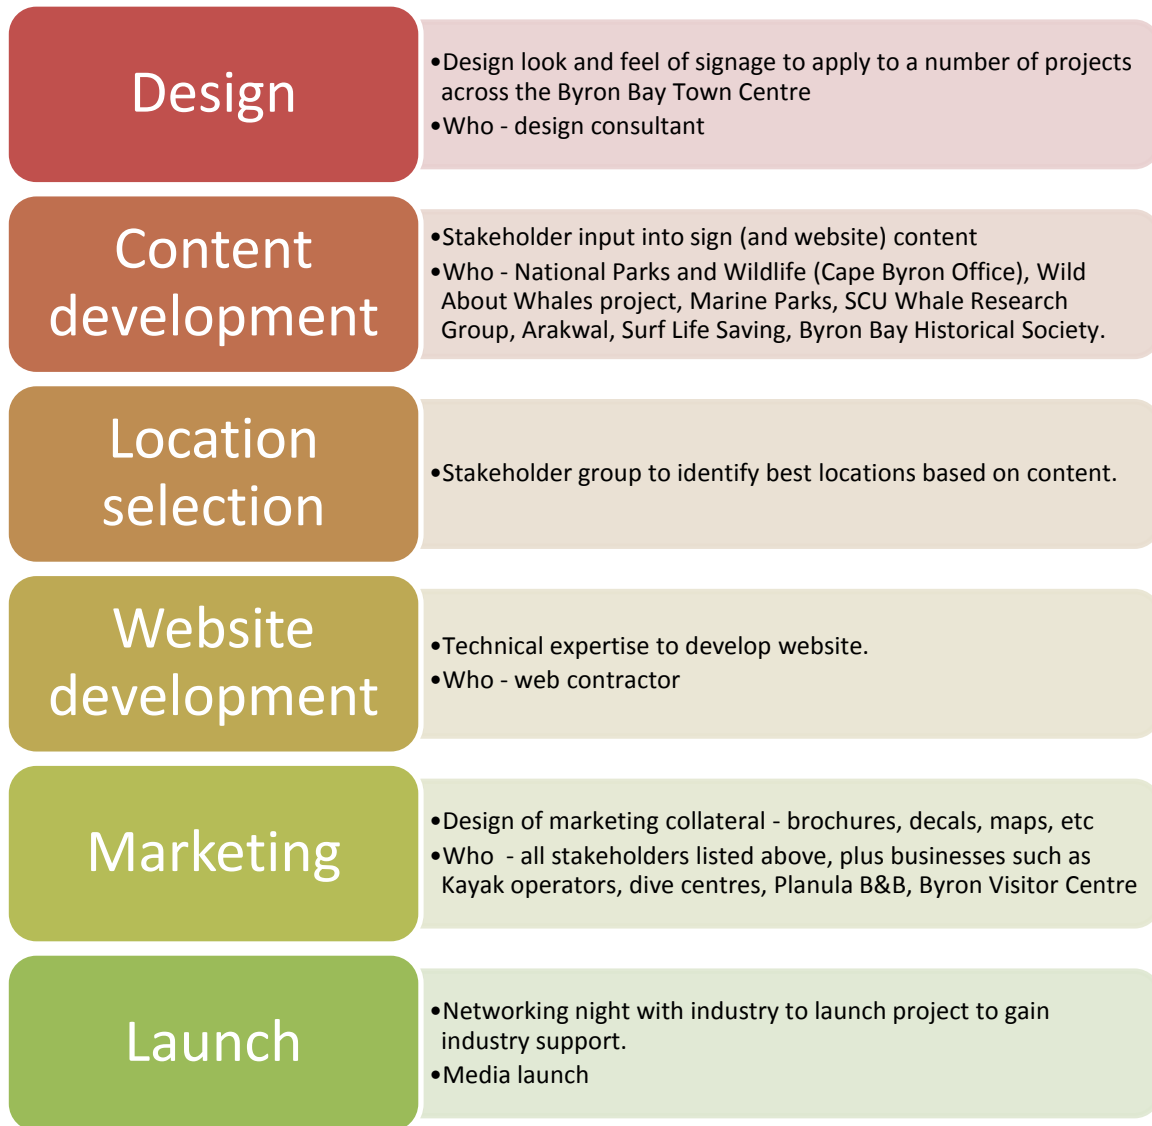 Design
•Design look and feel of signage to apply to a number of projects
across the Byron Bay Town Centre
•Who - design consultant
Content
development
•Stakeholder input into sign (and website) content
•Who - National Parks and Wildlife (Cape Byron Office), Wild
About Whales project, Marine Parks, SCU Whale Research
Group, Arakwal, Surf Life Saving, Byron Bay Historical Society.
Location
selection
•Stakeholder group to identify best locations based on content.
Website
development
•Technical expertise to develop website.
•Who - web contractor
Marketing
•Design of marketing collateral - brochures, decals, maps, etc
•Who  - all stakeholders listed above, plus businesses such as
Kayak operators, dive centres, Planula B&B, Byron Visitor Centre
Launch
•Networking night with industry to launch project to gain
industry support.
•Media launch